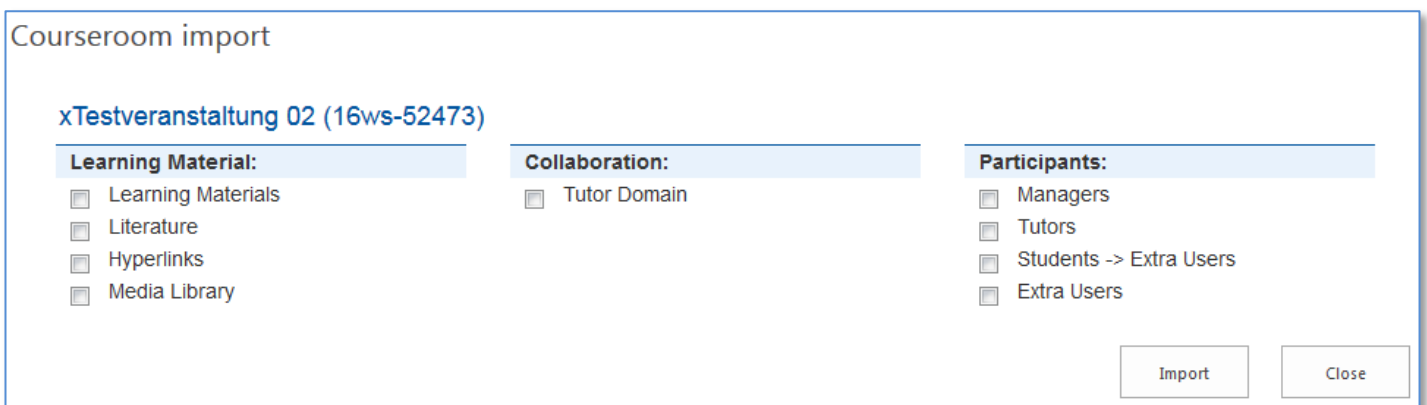 Courseroom import
xTestveranstaltung 02 (16ws-52473)
Learning Material:
Learning Materials
Literature
Hyperlinks
Media Library
Collaboration:
Tutor Domain
Participants:
Managers
Tutors
Students -> Extra Users
Extra Users
Import
Close